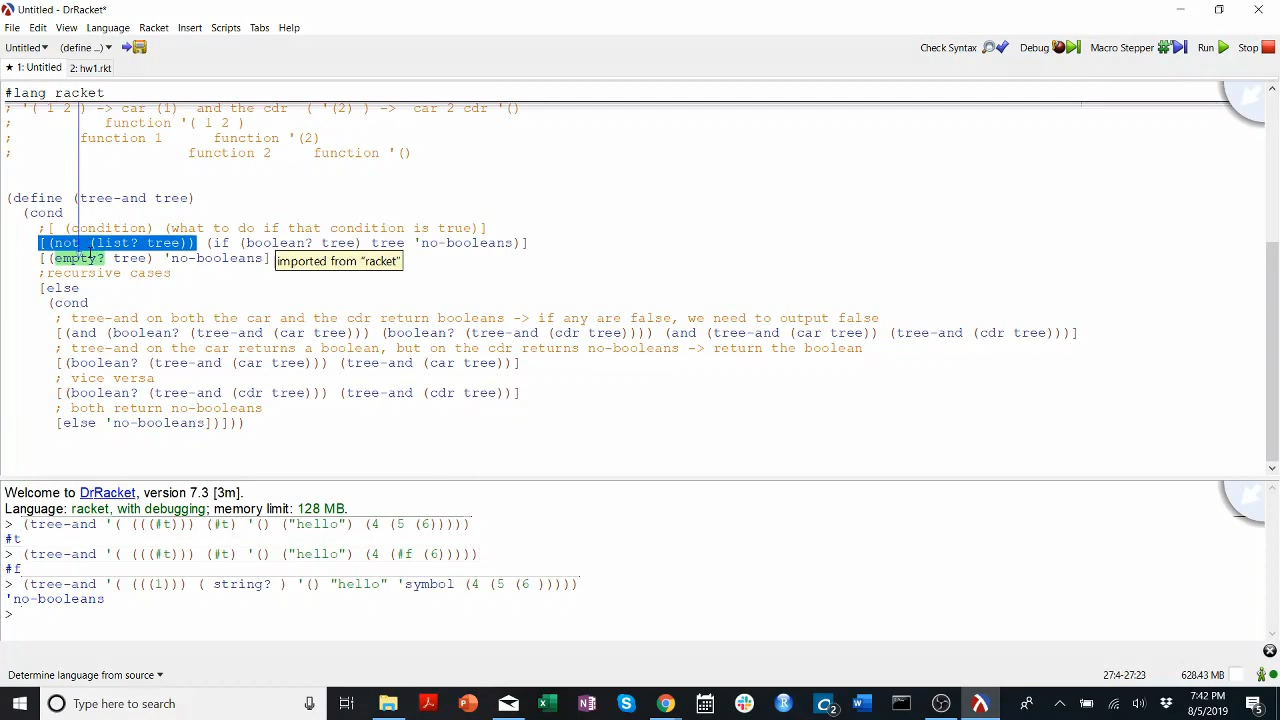 Untitled - DrRacket*
File Edit View Language Racket Insert Scripts Tabs Help
Untitled▾ (define ...)▾ Check Syntax Debug Macro Stepper Run Stop
★ 1: Untitled 2: hw1.rkt
#lang racket
; '( 1 2 ) -> car (1) and the cdr ( '(2) ) -> car 2 cdr '()
; function '( 1 2 )
; function 1 function '(2)
; function 2 function '()
(define (tree-and tree)
(cond
;[ (condition) (what to do if that condition is true)]
[(not (list? tree)) (if (boolean? tree) tree 'no-booleans)]
[(empty? tree) 'no-booleans]
imported from "racket"
;recursive cases
[else
(cond
; tree-and on both the car and the cdr return booleans -> if any are false, we need to output false
[(and (boolean? (tree-and (car tree))) (boolean? (tree-and (cdr tree)))) (and (tree-and (car tree)) (tree-and (cdr tree)))]
; tree-and on the car returns a boolean, but on the cdr returns no-booleans -> return the boolean
[(boolean? (tree-and (car tree))) (tree-and (car tree))]
; vice versa
[(boolean? (tree-and (cdr tree))) (tree-and (cdr tree))]
; both return no-booleans
[else 'no-booleans])]))
Welcome to DrRacket, version 7.3 [3m].
Language: racket, with debugging; memory limit: 128 MB.
> (tree-and '( (((#t))) (#t) '() ("hello") (4 (5 (6)))))
#t
> (tree-and '( (((#t))) (#t) '() ("hello") (4 (#f (6)))))
#f
> (tree-and '( (((1))) ( string? ) '() "hello" 'symbol (4 (5 (6 )))))
'no-booleans
>
Determine language from source▾ 27:4-27:23 628.43 MB
Type here to search
7:42 PM
8/5/2019